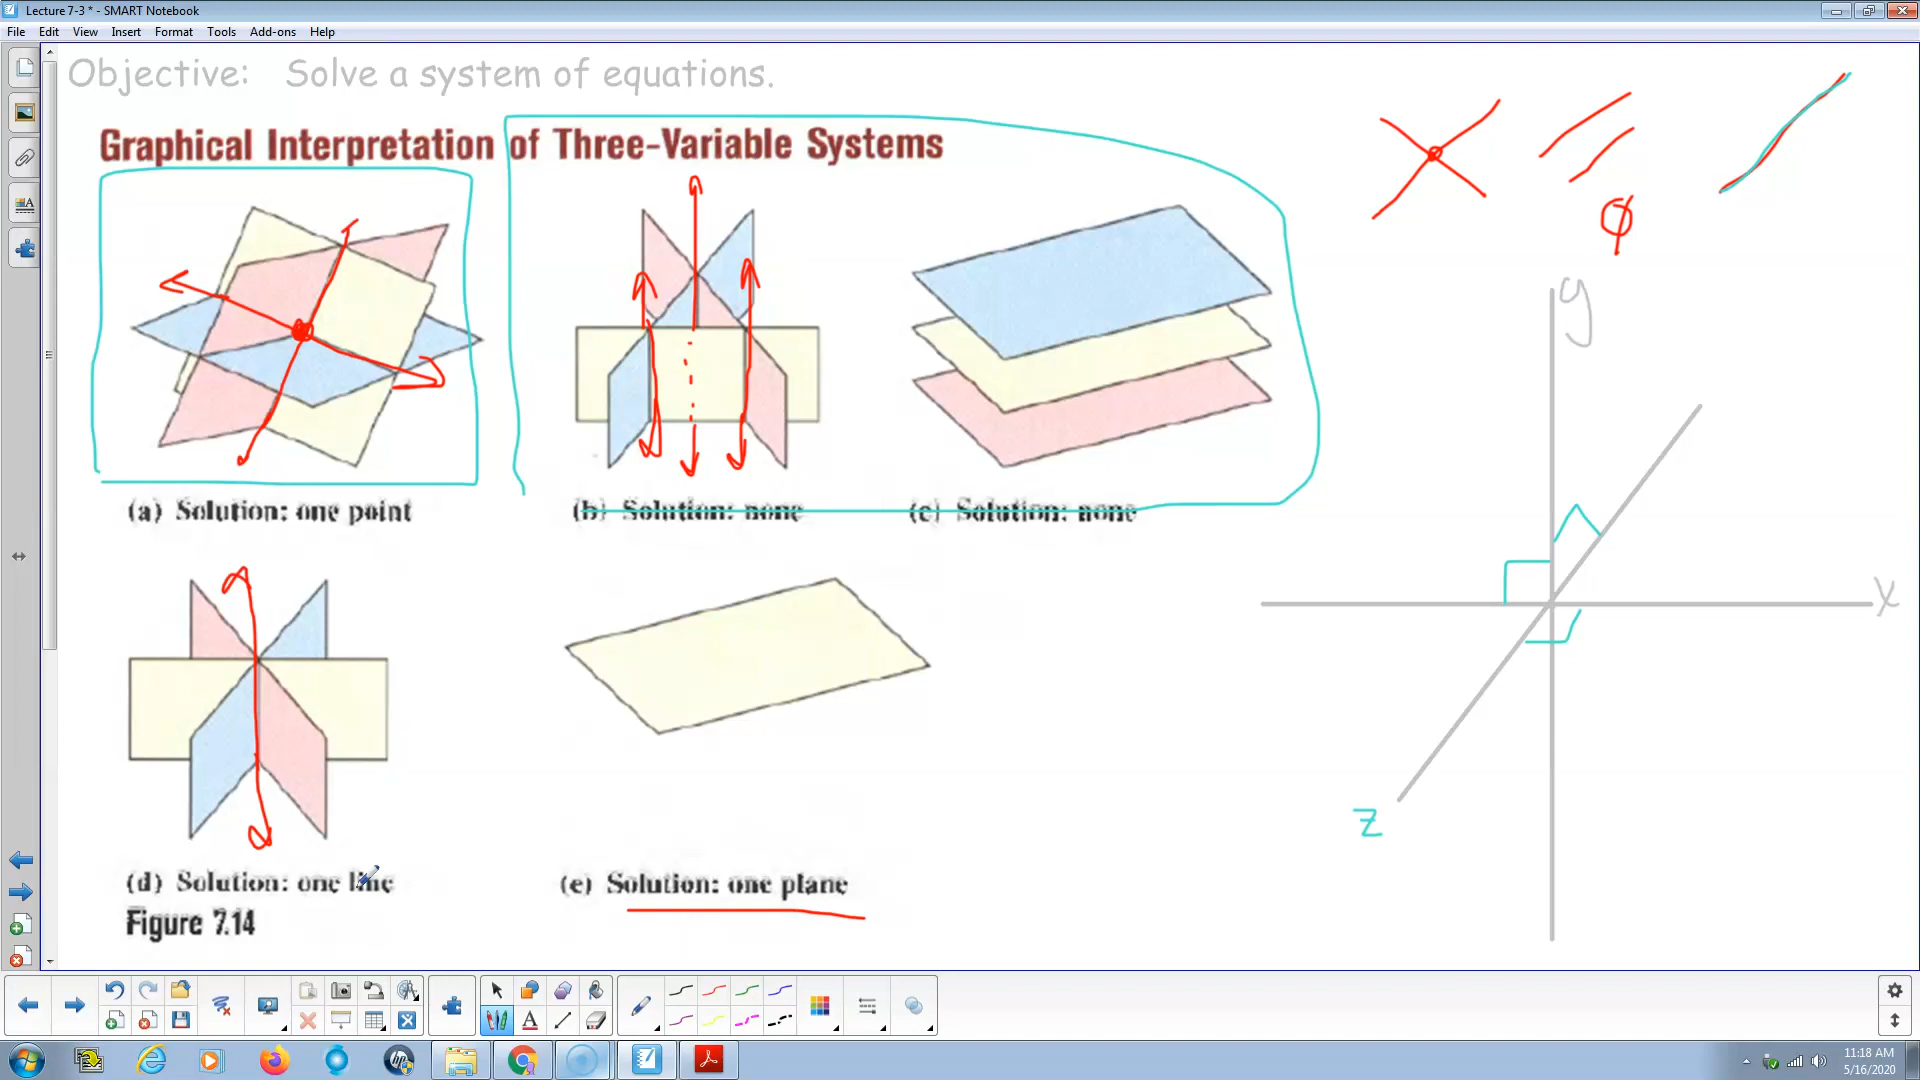 Lecture 7-3 * - SMART Notebook
File Edit View Insert Format Tools Add-ons Help
Objective: Solve a system of equations.
Graphical Interpretation of Three-Variable Systems
(a) Solution: one point
(b) Solution: none
(c) Solution: none
(d) Solution: one line
(e) Solution: one plane
Figure 7.14
∅
y
x
z
11:18 AM
5/16/2020